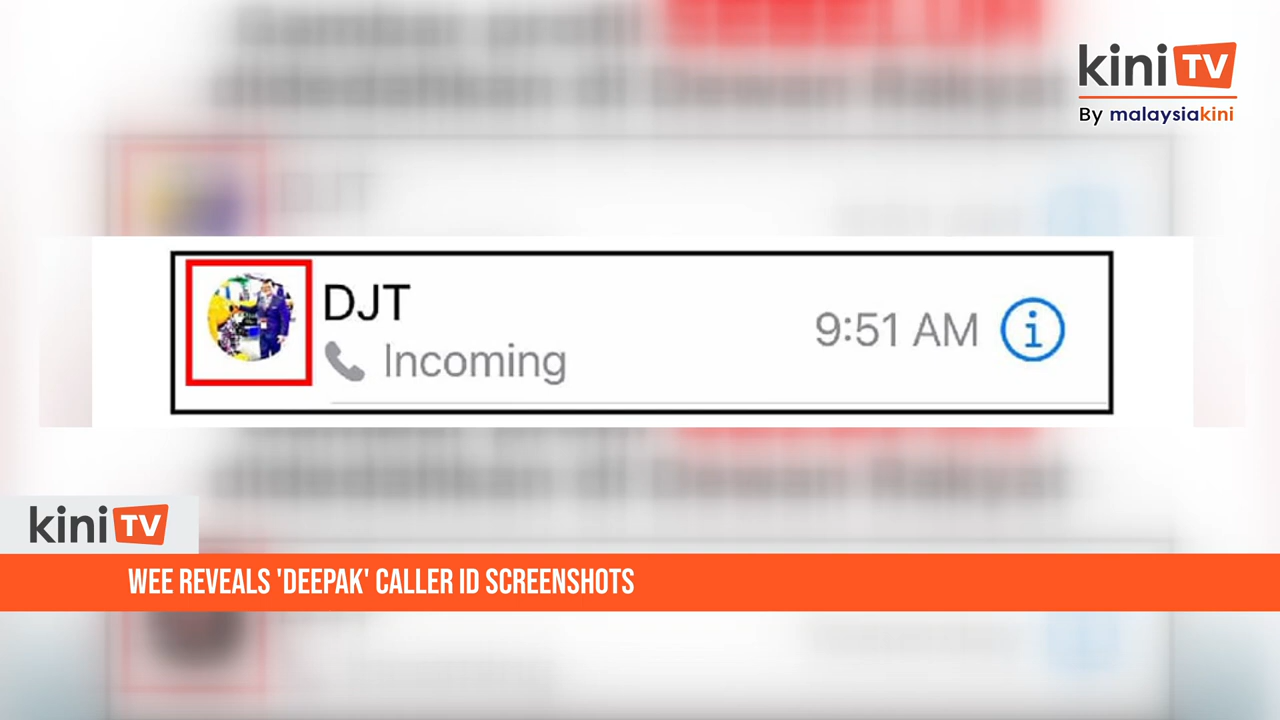 kini TV
By malaysiakini
DJT
Incoming
9:51 AM
kini TV
WEE REVEALS 'DEEPAK' CALLER ID SCREENSHOTS